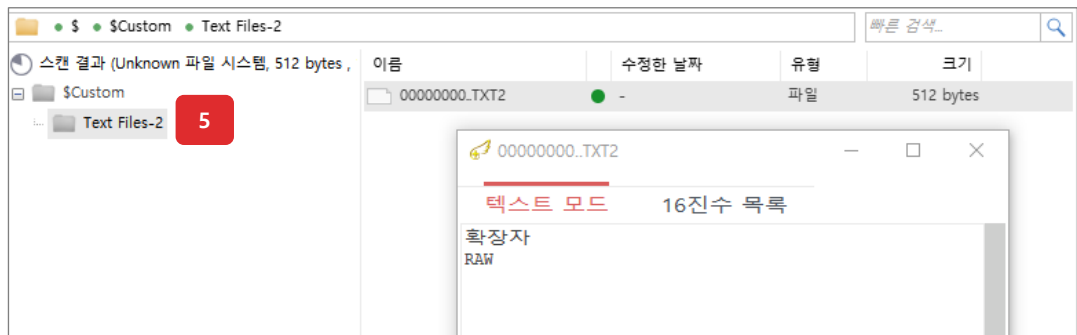 $ $Custom Text Files-2
빠른 검색...
스캔 결과 (Unknown 파일 시스템, 512 bytes ,
이름 수정한 날짜 유형 크기
$Custom
00000000..TXT2 - 파일 512 bytes
Text Files-2 5
00000000..TXT2
텍스트 모드 16진수 목록
확장자
RAW